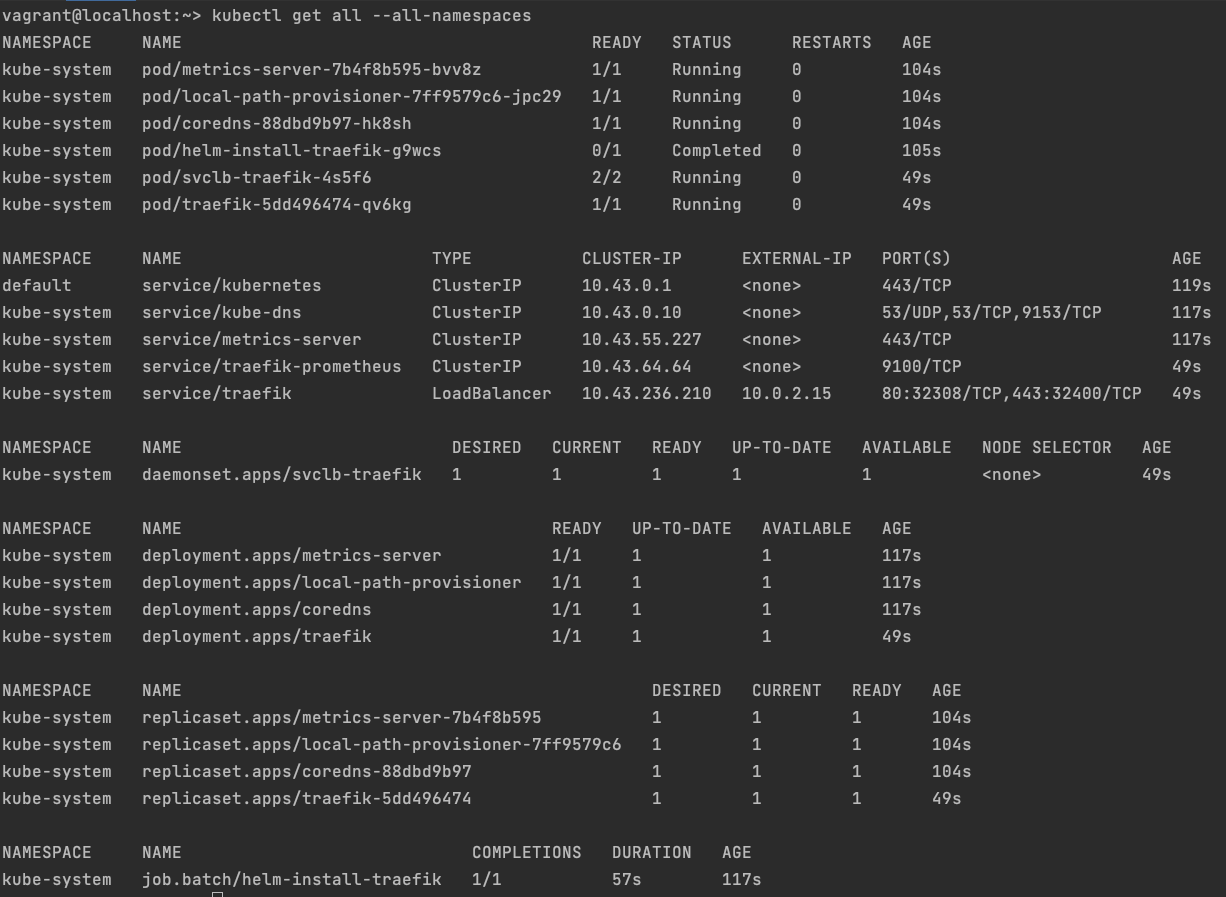 vagrant@localhost:~> kubectl get all --all-namespaces
NAMESPACE     NAME                                         READY   STATUS      RESTARTS   AGE
kube-system   pod/metrics-server-7b4f8b595-bvv8z           1/1     Running     0          104s
kube-system   pod/local-path-provisioner-7ff9579c6-jpc29   1/1     Running     0          104s
kube-system   pod/coredns-88dbd9b97-hk8sh                  1/1     Running     0          104s
kube-system   pod/helm-install-traefik-g9wcs               0/1     Completed   0          105s
kube-system   pod/svclb-traefik-4s5f6                      2/2     Running     0          49s
kube-system   pod/traefik-5dd496474-qv6kg                  1/1     Running     0          49s

NAMESPACE     NAME                         TYPE           CLUSTER-IP      EXTERNAL-IP   PORT(S)                      AGE
default       service/kubernetes           ClusterIP      10.43.0.1       <none>        443/TCP                      119s
kube-system   service/kube-dns             ClusterIP      10.43.0.10      <none>        53/UDP,53/TCP,9153/TCP       117s
kube-system   service/metrics-server       ClusterIP      10.43.55.227    <none>        443/TCP                      117s
kube-system   service/traefik-prometheus   ClusterIP      10.43.64.64     <none>        9100/TCP                     49s
kube-system   service/traefik              LoadBalancer   10.43.236.210   10.0.2.15     80:32308/TCP,443:32400/TCP   49s

NAMESPACE     NAME                           DESIRED   CURRENT   READY   UP-TO-DATE   AVAILABLE   NODE SELECTOR   AGE
kube-system   daemonset.apps/svclb-traefik   1         1         1       1            1           <none>          49s

NAMESPACE     NAME                                     READY   UP-TO-DATE   AVAILABLE   AGE
kube-system   deployment.apps/metrics-server           1/1     1            1           117s
kube-system   deployment.apps/local-path-provisioner   1/1     1            1           117s
kube-system   deployment.apps/coredns                  1/1     1            1           117s
kube-system   deployment.apps/traefik                  1/1     1            1           49s

NAMESPACE     NAME                                               DESIRED   CURRENT   READY   AGE
kube-system   replicaset.apps/metrics-server-7b4f8b595           1         1         1       104s
kube-system   replicaset.apps/local-path-provisioner-7ff9579c6   1         1         1       104s
kube-system   replicaset.apps/coredns-88dbd9b97                  1         1         1       104s
kube-system   replicaset.apps/traefik-5dd496474                  1         1         1       49s

NAMESPACE     NAME                             COMPLETIONS   DURATION   AGE
kube-system   job.batch/helm-install-traefik   1/1           57s        117s